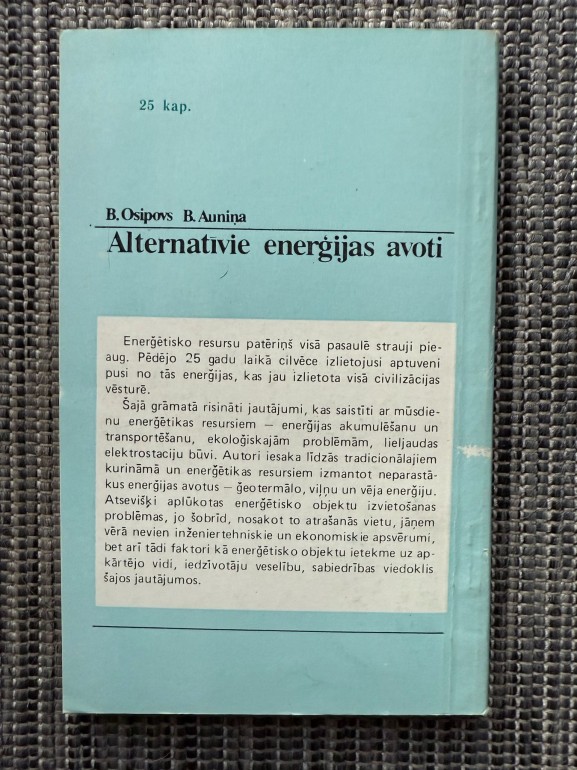 25 kap.
B. Osipovs B. Auniņa
Alternatīvie enerģijas avoti
Enerģētisko resursu patēriņš visā pasaulē strauji pie-
aug. Pēdējo 25 gadu laikā cilvēce izlietojusi aptuveni
pusi no tās enerģijas, kas jau izlietota visā civilizācijas
vēsturē.
Šajā grāmatā risināti jautājumi, kas saistīti ar mūsdie-
nu enerģētikas resursiem — enerģijas akumulēšanu un
transportēšanu, ekoloģiskajām problēmām, lieljaudas
elektrostaciju būvi. Autori iesaka līdzās tradicionālajiem
kurināmā un enerģētikas resursiem izmantot neparastā-
kus enerģijas avotus — ģeotermālo, viļņu un vēja enerģiju.
Atsevišķi aplūkotas enerģētisko objektu izvietošanas
problēmas, jo šobrīd, nosakot to atrašanās vietu, jāņem
vērā nevien inženiertehniskie un ekonomiskie apsvērumi,
bet arī tādi faktori kā enerģētisko objektu ietekme uz ap-
kārtējo vidi, iedzīvotāju veselību, sabiedrības viedoklis
šajos jautājumos.